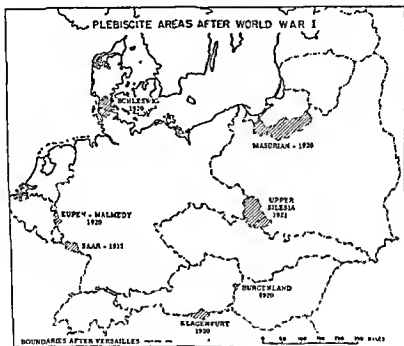 PLEBISCITE AREAS AFTER WORLD WAR I
SCHLESWIG
1920
MASURIAN - 1920
EUPEN - MALMEDY
1920
UPPER
SILESIA
1921
SAAR - 1935
BURGENLAND
1920
KLAGENFURT
1920
BOUNDARIES AFTER VERSAILLES
MILES